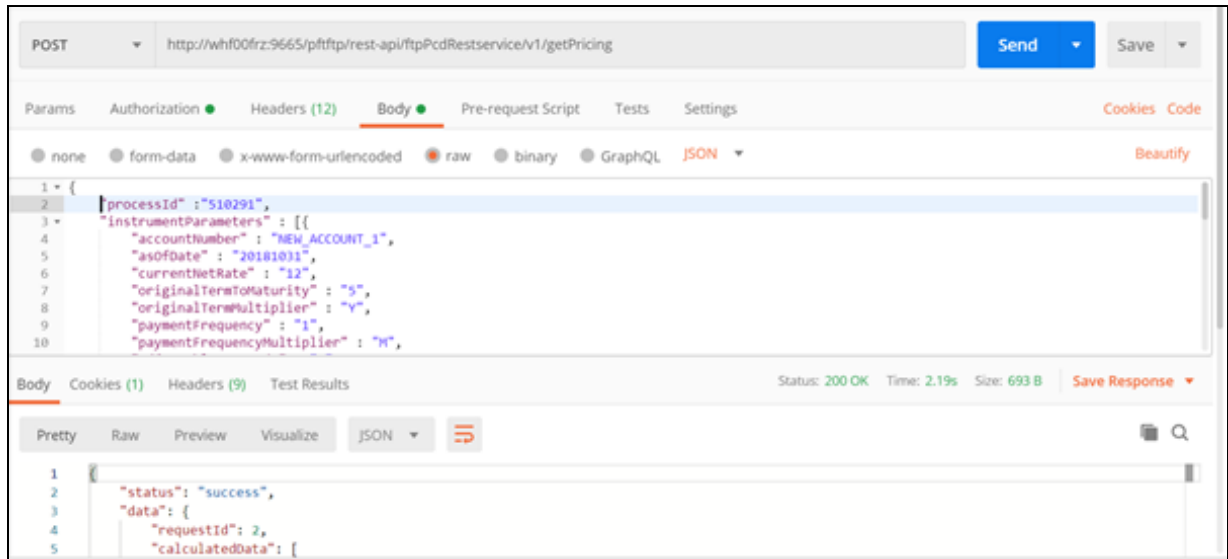 POST http://whf00frz:9665/pftftp/rest-api/ftpPcdRestservice/v1/getPricing Send Save
Params Authorization Headers (12) Body Pre-request Script Tests Settings Cookies Code
none form-data x-www-form-urlencoded raw binary GraphQL JSON Beautify
1 {
2 "processId" :"510291",
3 "instrumentParameters" : [{
4 "accountNumber" : "NEW_ACCOUNT_1",
5 "asOfDate" : "20181031",
6 "currentNetRate" : "12",
7 "originalTermToMaturity" : "5",
8 "originalTermMultiplier" : "Y",
9 "paymentFrequency" : "1",
10 "paymentFrequencyMultiplier" : "M",
Body Cookies (1) Headers (9) Test Results Status: 200 OK Time: 2.19s Size: 693 B Save Response
Pretty Raw Preview Visualize JSON
1 {
2 "status": "success",
3 "data": {
4 "requestId": 2,
5 "calculatedData": [